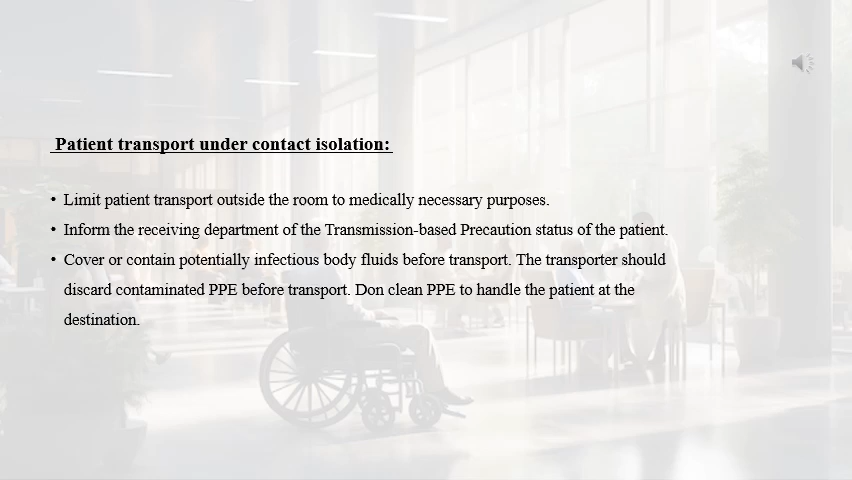 Patient transport under contact isolation:
• Limit patient transport outside the room to medically necessary purposes.
• Inform the receiving department of the Transmission-based Precaution status of the patient.
• Cover or contain potentially infectious body fluids before transport. The transporter should
discard contaminated PPE before transport. Don clean PPE to handle the patient at the
destination.